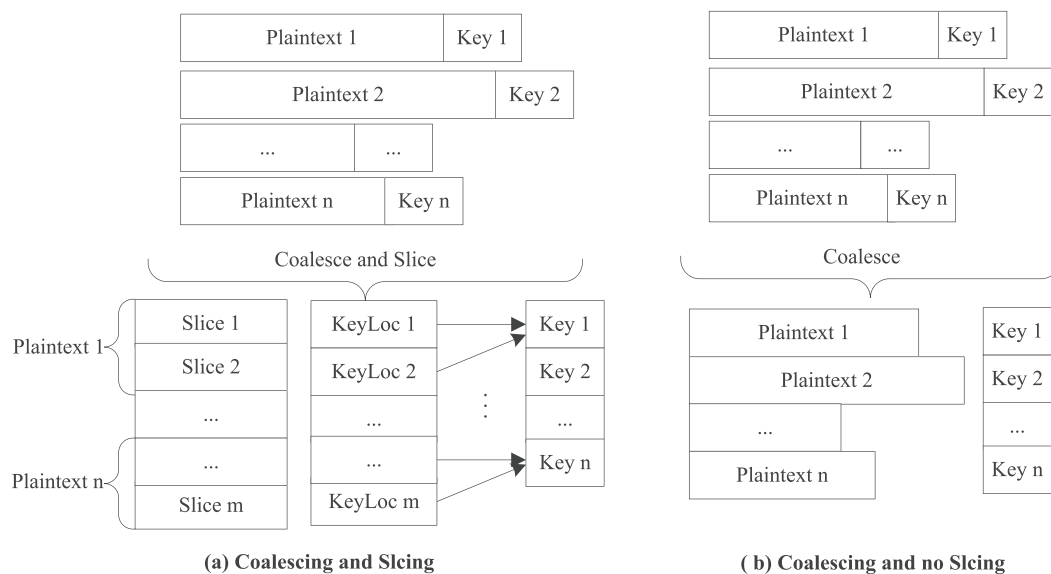 Plaintext 1 Key 1
Plaintext 2 Key 2
... ...
Plaintext n Key n
Coalesce and Slice
Plaintext 1
Slice 1 KeyLoc 1 Key 1
Slice 2 KeyLoc 2 Key 2
... ... ...
Plaintext n
... ... Key n
Slice m KeyLoc m
(a) Coalescing and Slcing
Plaintext 1 Key 1
Plaintext 2 Key 2
... ...
Plaintext n Key n
Coalesce
Plaintext 1 Key 1
Plaintext 2 Key 2
... ...
Plaintext n Key n
( b) Coalescing and no Slcing